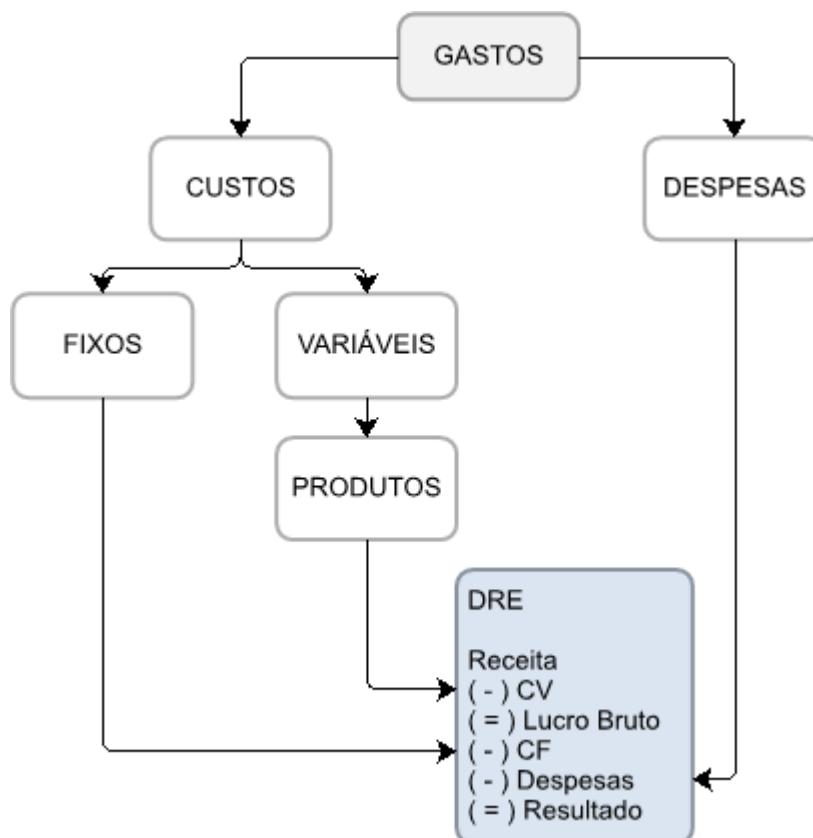 GASTOS
CUSTOS
DESPESAS
FIXOS
VARIÁVEIS
PRODUTOS
DRE
Receita
( - ) CV
( = ) Lucro Bruto
( - ) CF
( - ) Despesas
( = ) Resultado